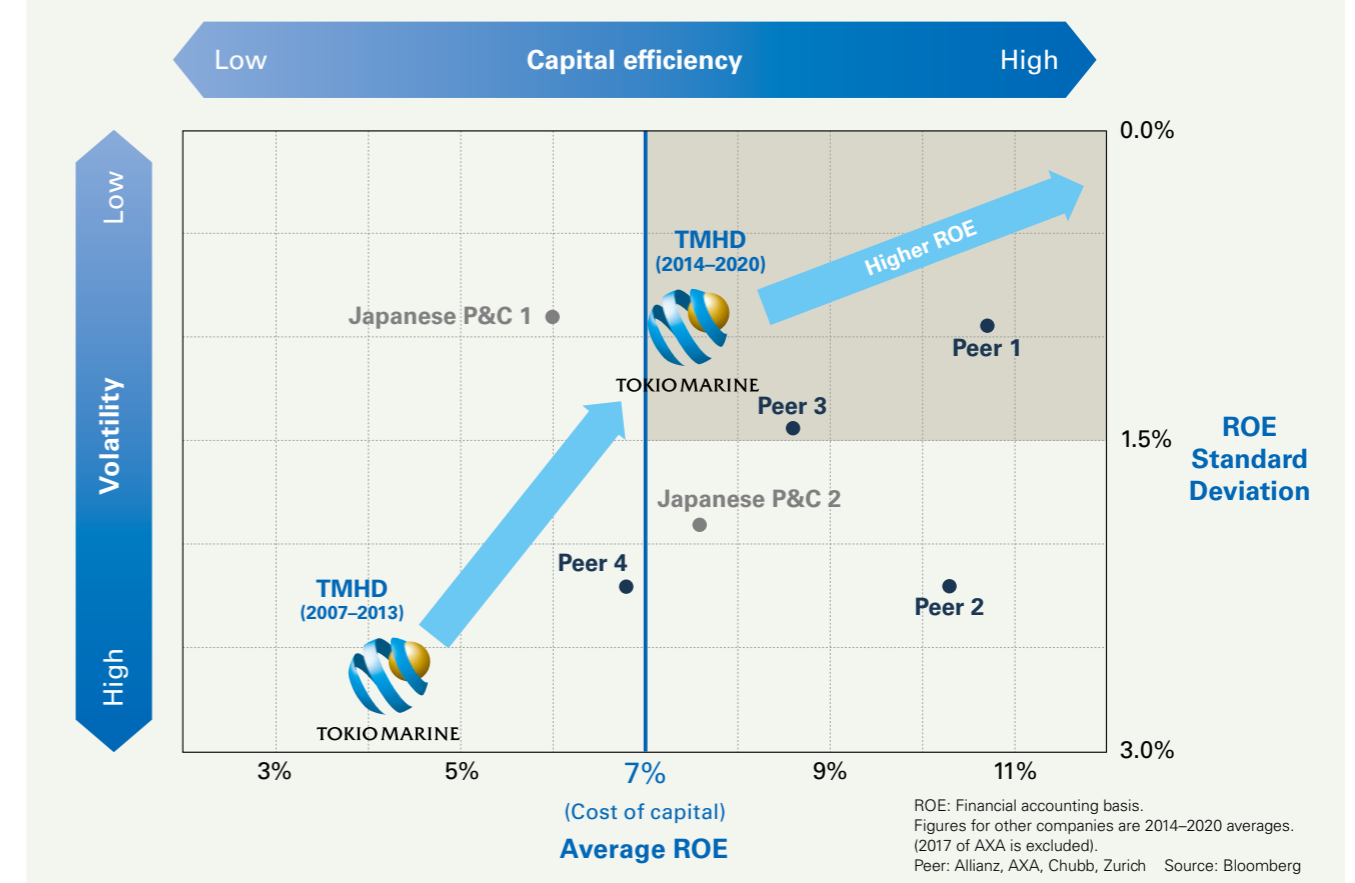 Low
Capital efficiency
High
Low
Volatility
High
0.0%
1.5%
3.0%
ROE
Standard
Deviation
TMHD
(2014–2020)
TOKIO MARINE
Higher ROE
Japanese P&C 1
Peer 1
Peer 3
Japanese P&C 2
Peer 4
Peer 2
TMHD
(2007–2013)
TOKIO MARINE
3%
5%
7%
9%
11%
(Cost of capital)
Average ROE
ROE: Financial accounting basis.
Figures for other companies are 2014–2020 averages.
(2017 of AXA is excluded).
Peer: Allianz, AXA, Chubb, Zurich Source: Bloomberg